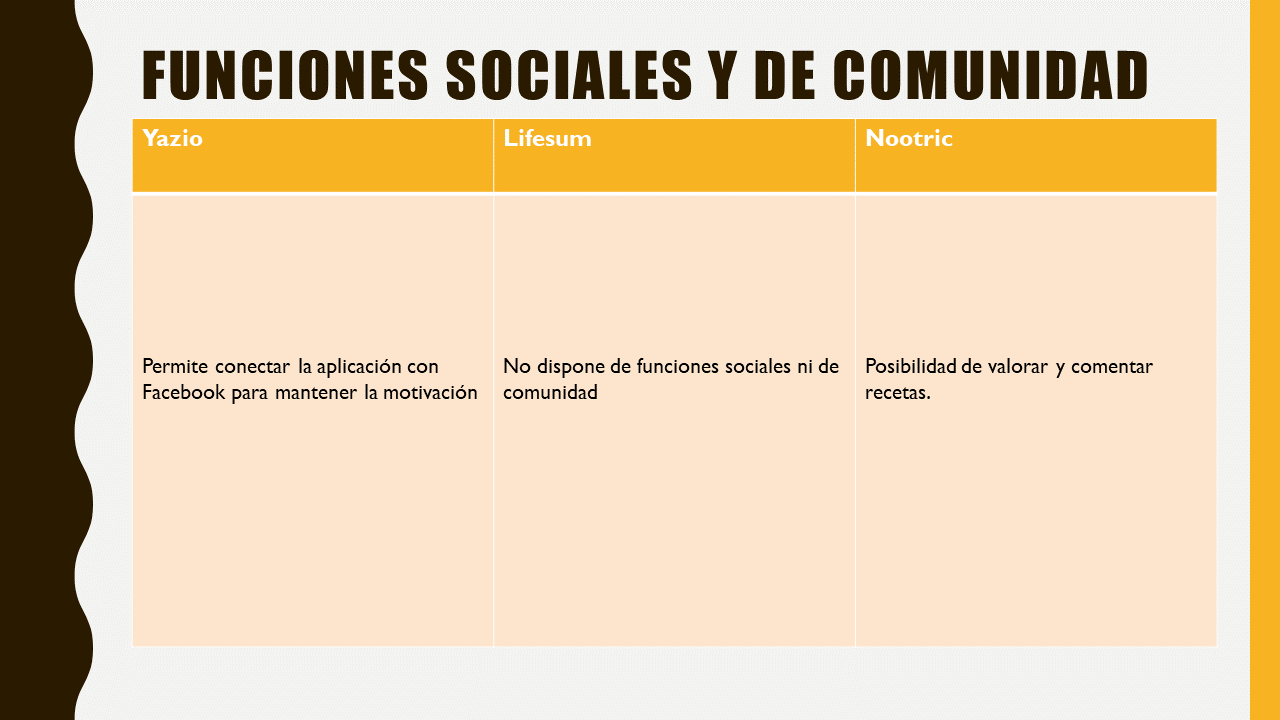 FUNCIONES SOCIALES Y DE COMUNIDAD
Yazio
Lifesum
Nootric
Permite conectar la aplicación con
Facebook para mantener la motivación
No dispone de funciones sociales ni de
comunidad
Posibilidad de valorar y comentar
recetas.